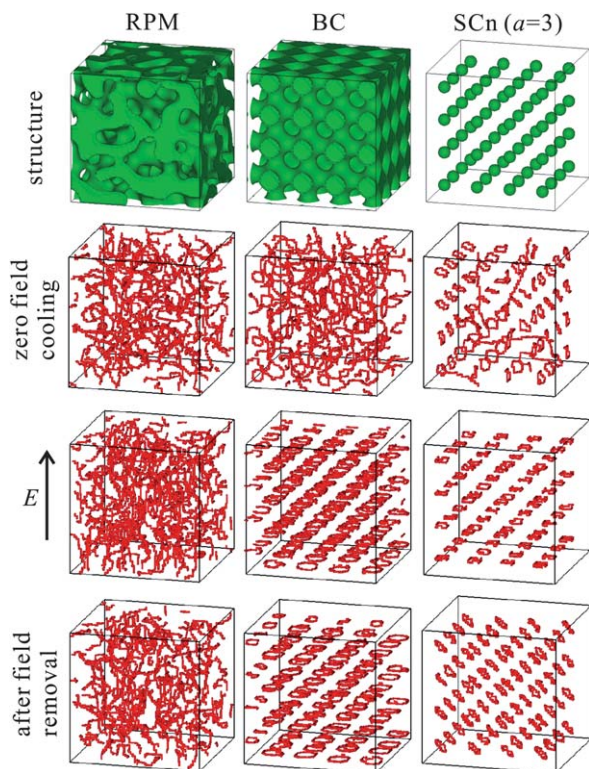 RPM BC SCn (a=3)
structure
zero field
cooling
E
after field
removal